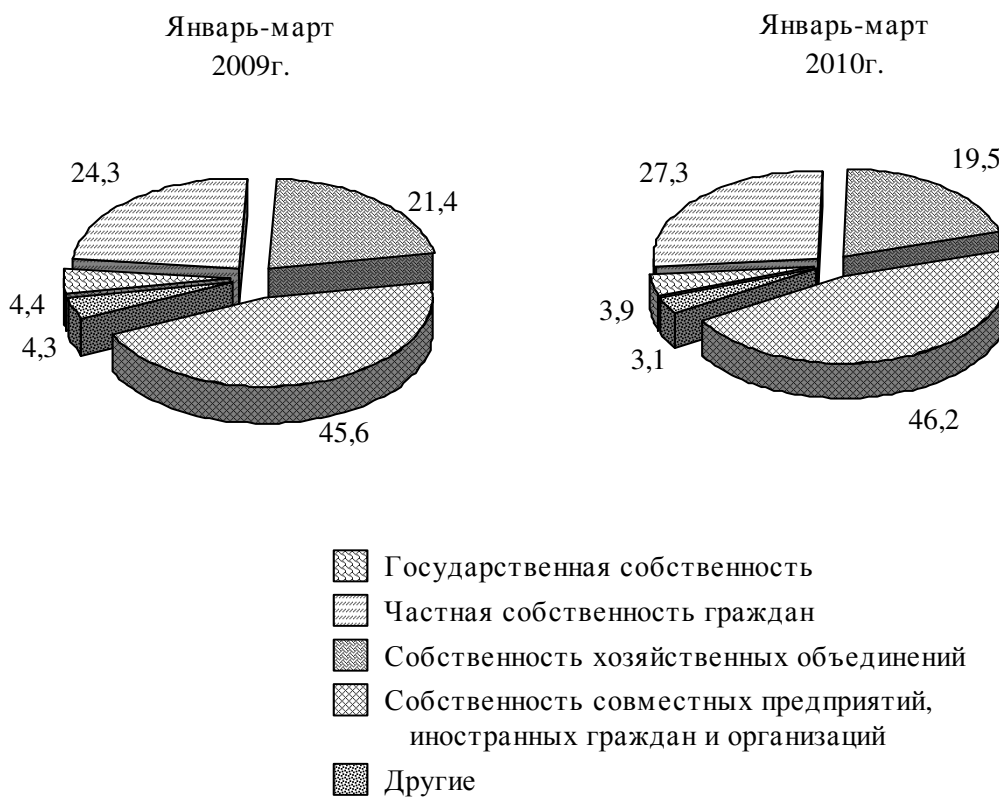 Январь-март
2009г.
Январь-март
2010г.
24,3
21,4
4,4
4,3
45,6
27,3
19,5
3,9
3,1
46,2
Государственная собственность
Частная собственность граждан
Собственность хозяйственных объединений
Собственность совместных предприятий,
иностранных граждан и организаций
Другие